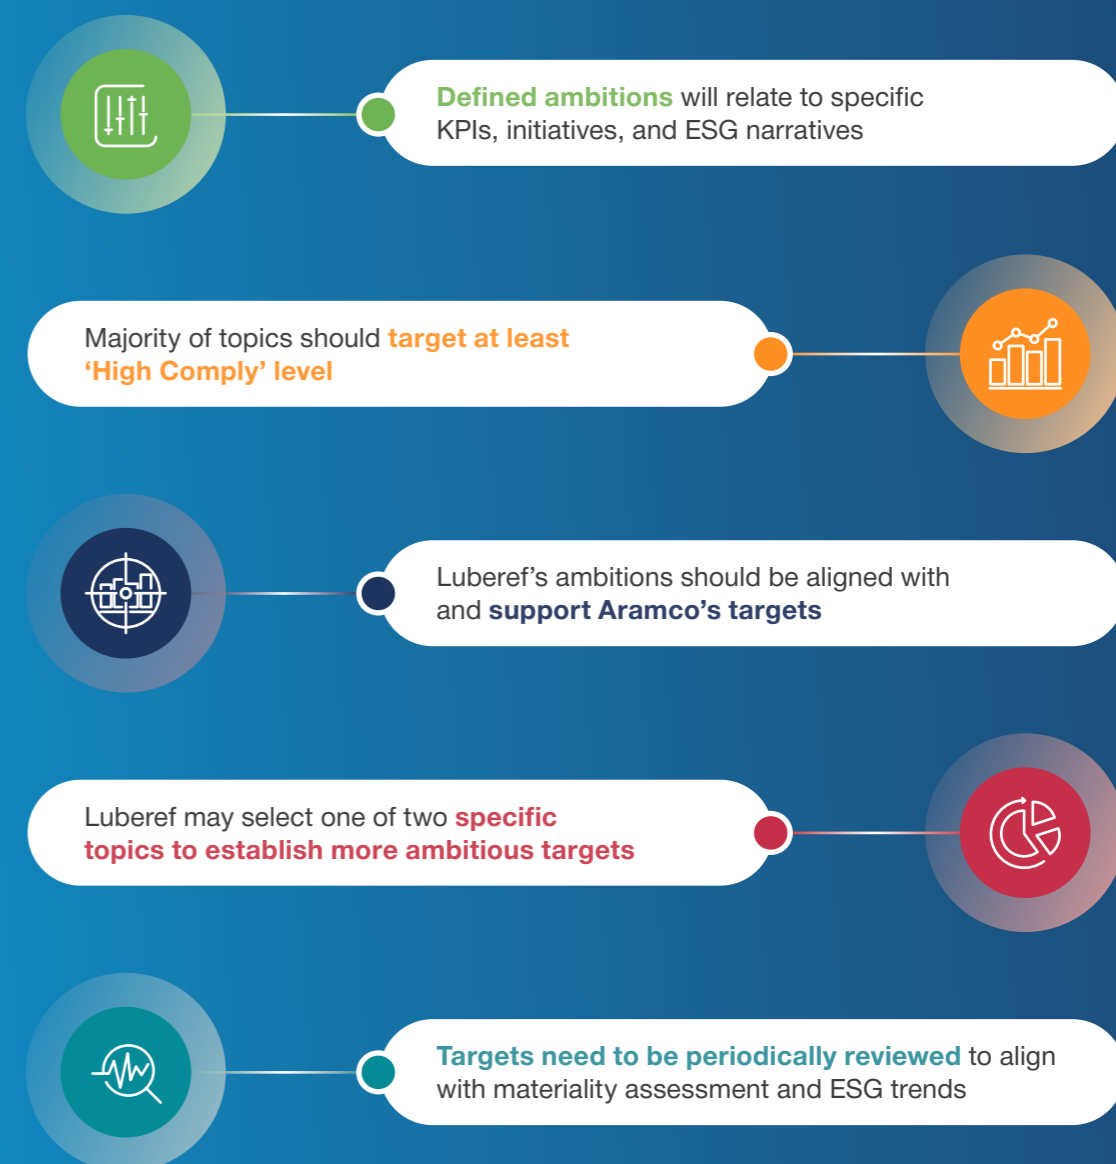 Defined ambitions will relate to specific
KPIs, initiatives, and ESG narratives
Majority of topics should target at least
‘High Comply’ level
Luberef’s ambitions should be aligned with
and support Aramco’s targets
Luberef may select one of two specific
topics to establish more ambitious targets
Targets need to be periodically reviewed to align
with materiality assessment and ESG trends